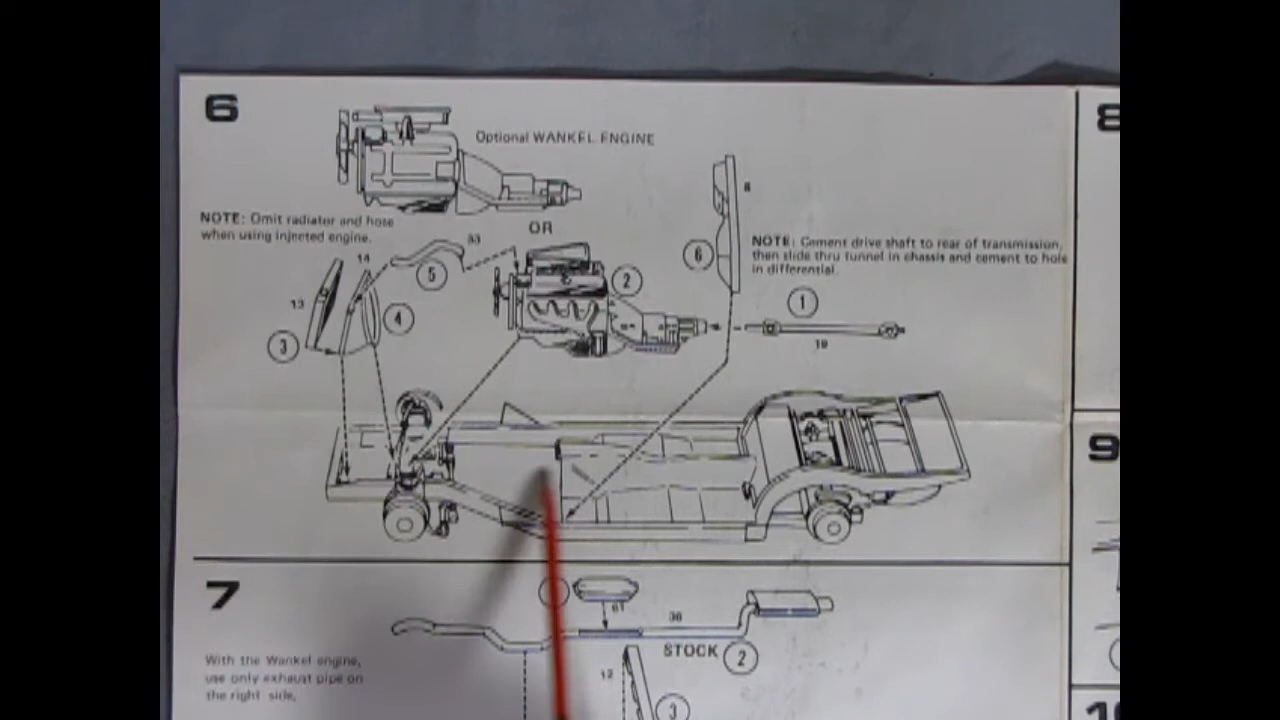 6
Optional WANKEL ENGINE
8
NOTE: Omit radiator and hose
when using injected engine.
OR
33
5
14
13
4
3
2
6
NOTE: Cement drive shaft to rear of transmission,
then slide thru tunnel in chassis and cement to hole
in differential.
1
19
7
With the Wankel engine,
use only exhaust pipe on
the right side.
61
36
STOCK 2
12
3
8
9
10